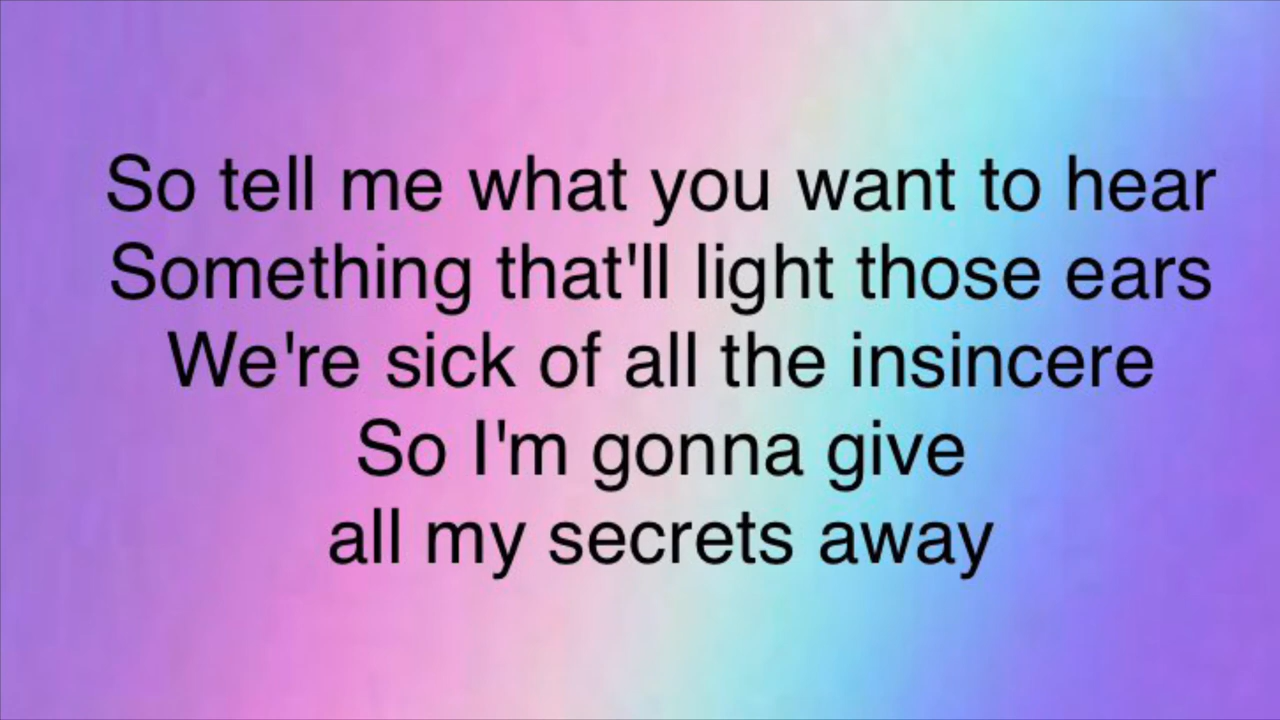 So tell me what you want to hear
Something that'll light those ears
We're sick of all the insincere
So I'm gonna give
all my secrets away